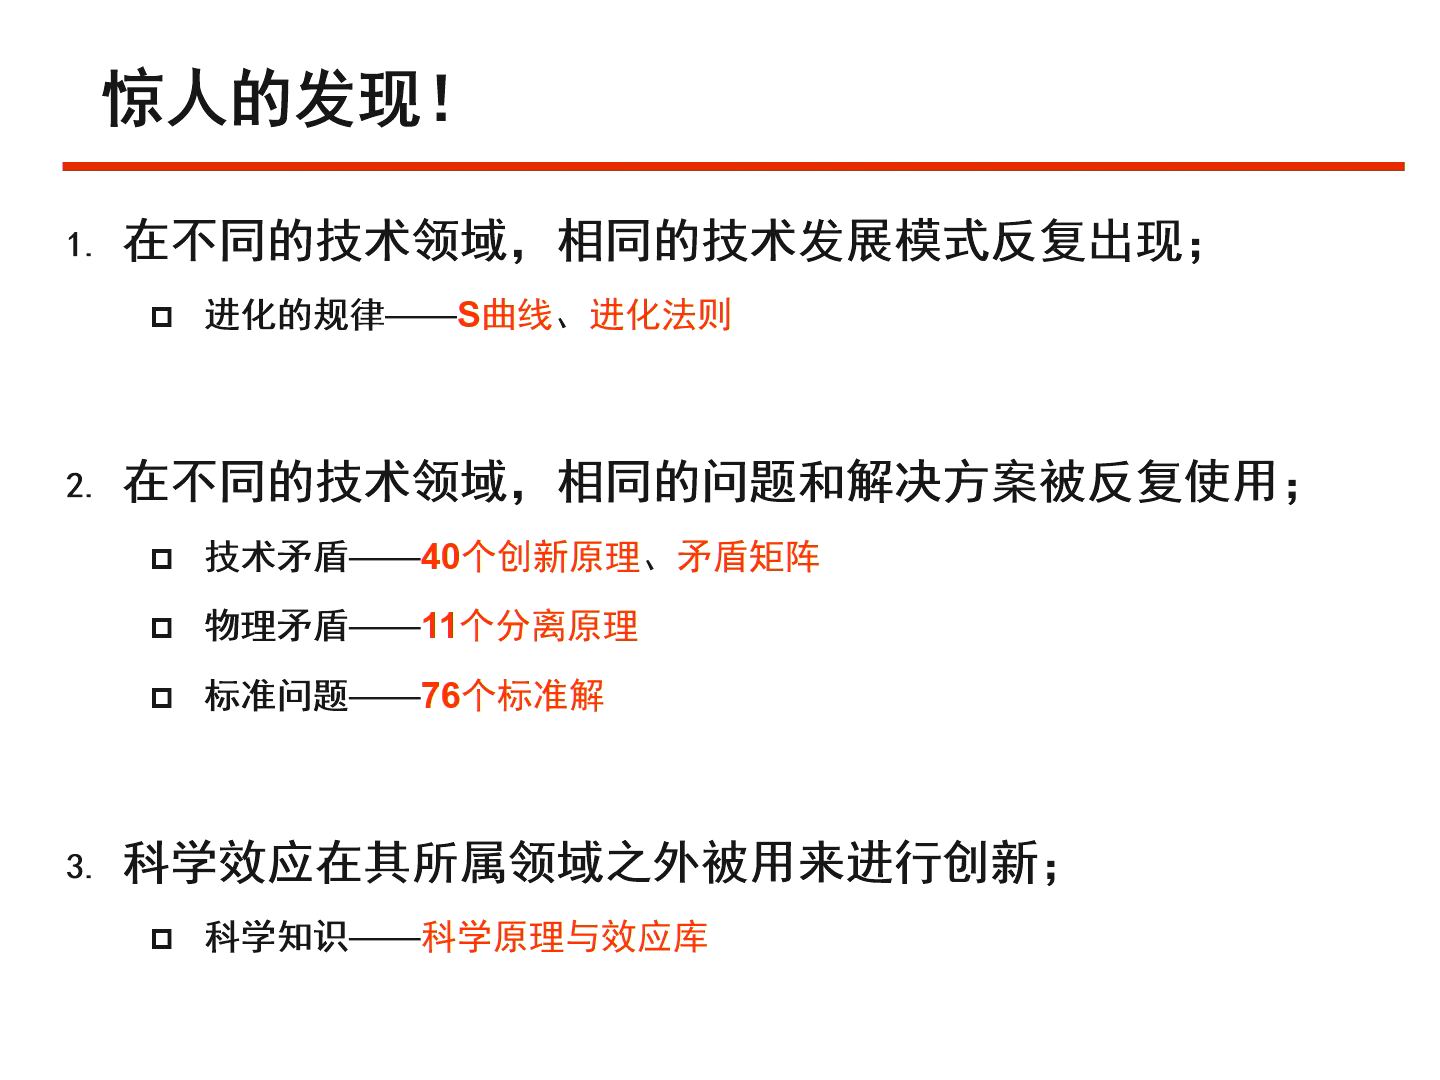 惊人的发现！
1. 在不同的技术领域，相同的技术发展模式反复出现；
进化的规律——S曲线、进化法则
2. 在不同的技术领域，相同的问题和解决方案被反复使用；
技术矛盾——40个创新原理、矛盾矩阵
物理矛盾——11个分离原理
标准问题——76个标准解
3. 科学效应在其所属领域之外被用来进行创新；
科学知识——科学原理与效应库